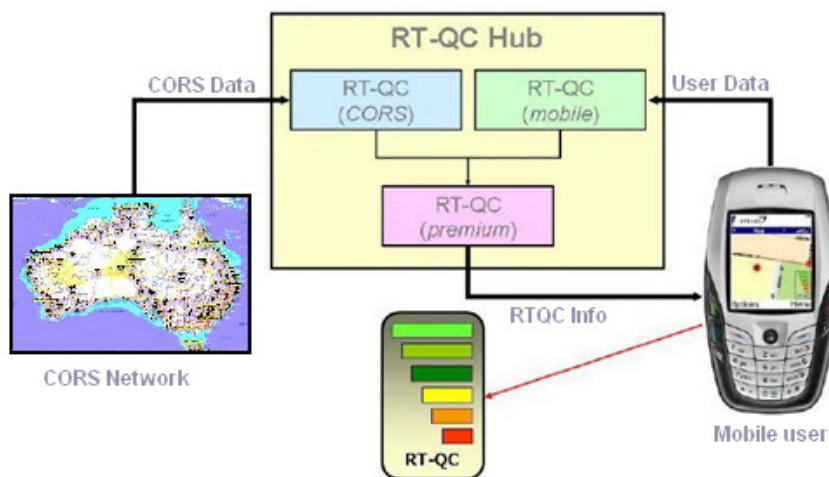 RT-QC Hub
CORS Data
RT-QC
(CORS)
RT-QC
(mobile)
User Data
RT-QC
(premium)
RTQC Info
CORS Network
RT-QC
Options
Menu
Mobile user